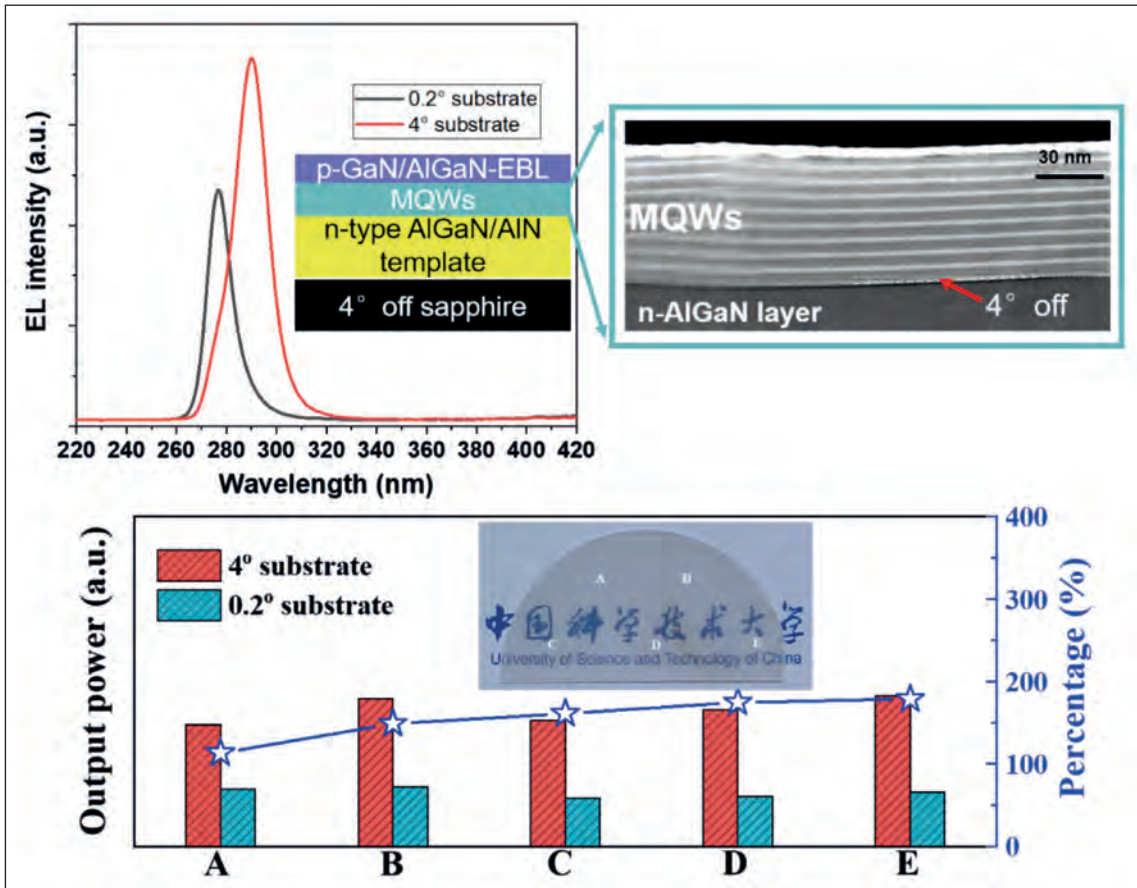 EL intensity (a.u.)
0.2° substrate
4° substrate
p-GaN/AlGaN-EBL
MQWs
n-type AlGaN/AlN
template
4° off sapphire
220 240 260 280 300 320 340 360 380 400 420
Wavelength (nm)
30 nm
MQWs
4° off
n-AlGaN layer
Output power (a.u.)
4° substrate
0.2° substrate
A
中国科学技术大学
C D
University of Science and Technology of China
400
300
200
100
0
Percentage (%)
A B C D E